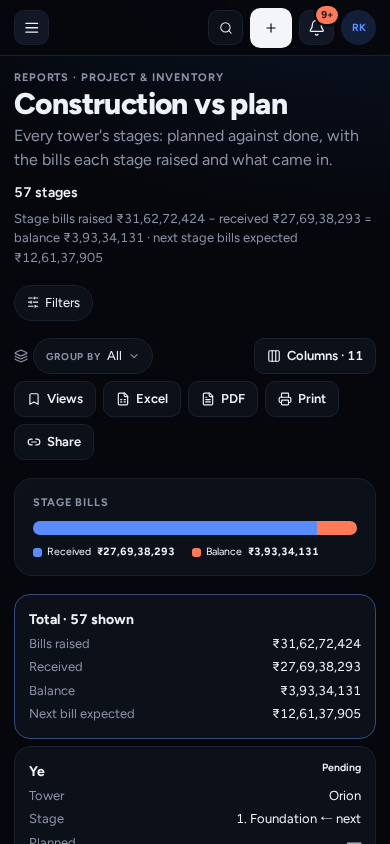 9+
RK
REPORTS · PROJECT & INVENTORY
Construction vs plan
Every tower's stages: planned against done, with
the bills each stage raised and what came in.
57 stages
Stage bills raised ₹31,62,72,424 − received ₹27,69,38,293 =
balance ₹3,93,34,131 · next stage bills expected
₹12,61,37,905
Filters
GROUP BY All
Columns · 11
Views
Excel
PDF
Print
Share
STAGE BILLS
Received ₹27,69,38,293 Balance ₹3,93,34,131
Total · 57 shown
Bills raised ₹31,62,72,424
Received ₹27,69,38,293
Balance ₹3,93,34,131
Next bill expected ₹12,61,37,905
Ye Pending
Tower Orion
Stage 1. Foundation ← next
Planned —